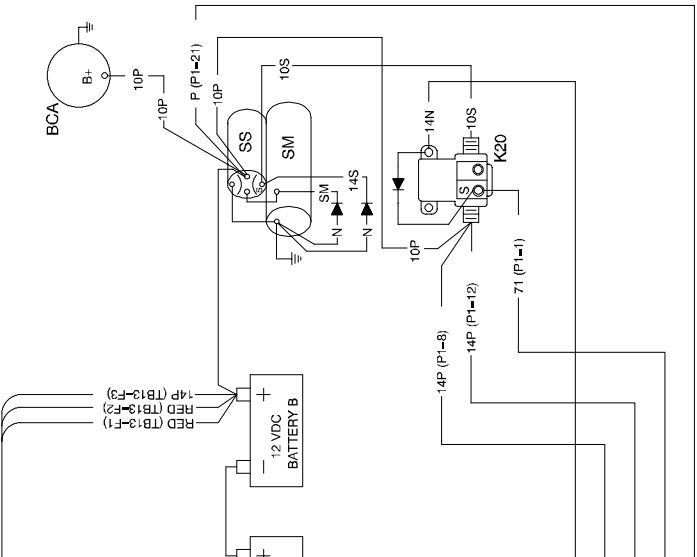 BCA
B+
10P
10P
P (P1-21)
10P
10S
SS
SM
S
SM
14S
N
N
14N
10S
K20
S
10P
71 (P1-1)
14P (P1-12)
14P (P1-8)
14P (TB13-F3)
RED (TB13-F2)
RED (TB13-F1)
+
-
12 VDC
BATTERY B
+